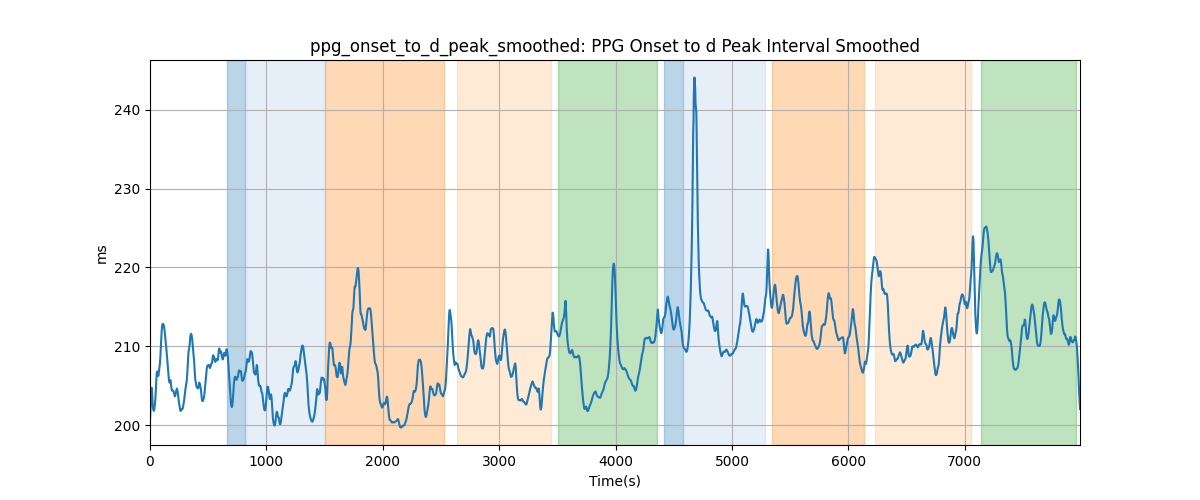 ppg_onset_to_d_peak_smoothed: PPG Onset to d Peak Interval Smoothed
240
230
220
210
200
ms
0 1000 2000 3000 4000 5000 6000 7000
Time(s)